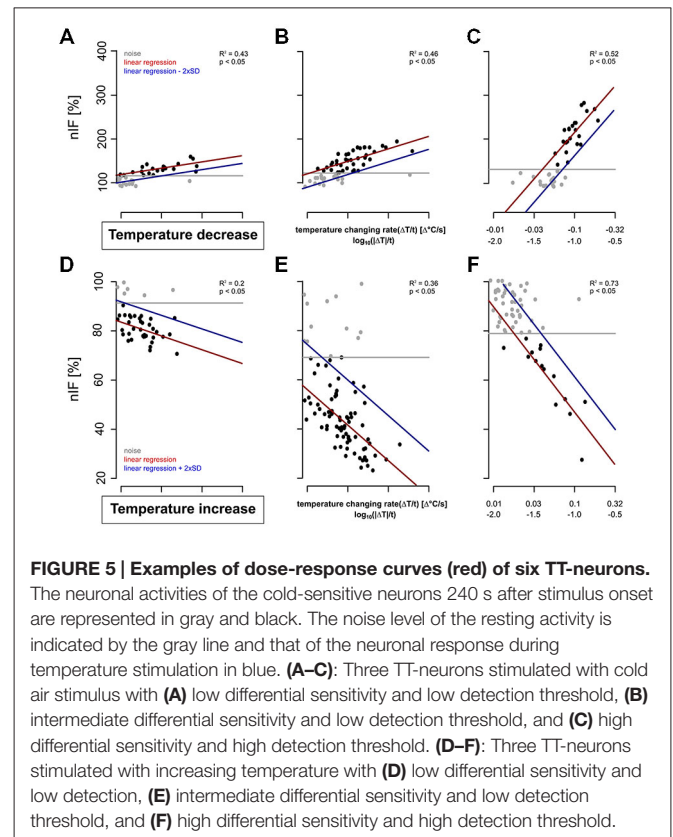 A
B
C
400
300
200
100
nIF [%]
noise
linear regression
linear regression - 2xSD
R² = 0.43
p < 0.05
R² = 0.46
p < 0.05
R² = 0.52
p < 0.05
Temperature decrease
temperature changing rate(ΔT/t) [Δ°C/s]
log₁₀(|ΔT|/t)
-0.01 -0.03 -0.1 -0.32
-2.0 -1.5 -1.0 -0.5
D
E
F
100
80
60
40
20
nIF [%]
R² = 0.2
p < 0.05
R² = 0.36
p < 0.05
R² = 0.73
p < 0.05
noise
linear regression
linear regression + 2xSD
Temperature increase
temperature changing rate(ΔT/t) [Δ°C/s]
log₁₀(|ΔT|/t)
0.01 0.03 0.1 0.32
-2.0 -1.5 -1.0 -0.5
FIGURE 5 | Examples of dose-response curves (red) of six TT-neurons.
The neuronal activities of the cold-sensitive neurons 240 s after stimulus onset
are represented in gray and black. The noise level of the resting activity is
indicated by the gray line and that of the neuronal response during
temperature stimulation in blue. (A–C): Three TT-neurons stimulated with cold
air stimulus with (A) low differential sensitivity and low detection threshold, (B)
intermediate differential sensitivity and low detection threshold, and (C) high
differential sensitivity and high detection threshold. (D–F): Three TT-neurons
stimulated with increasing temperature with (D) low differential sensitivity and
low detection, (E) intermediate differential sensitivity and low detection
threshold, and (F) high differential sensitivity and high detection threshold.